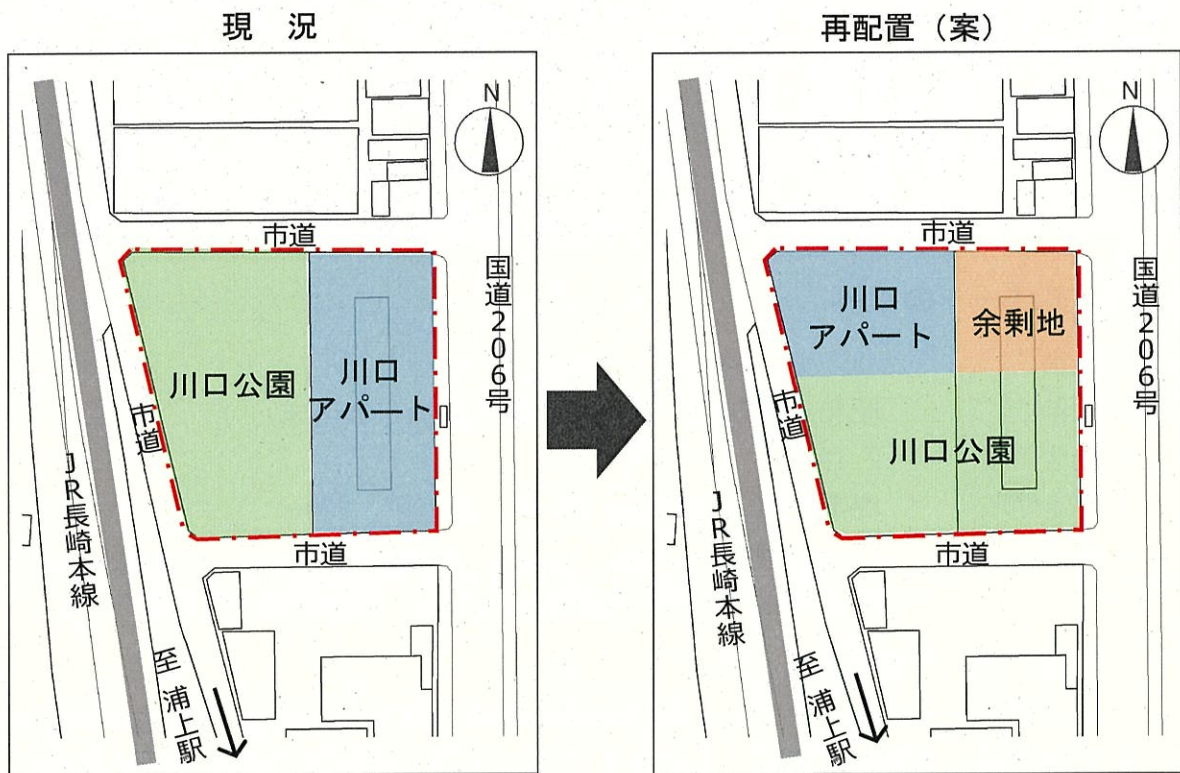 現 況
N
市道
国道206号
川口公園
川口
アパート
市道
JR長崎本線
市道
至 浦上駅
再配置（案）
N
市道
国道206号
川口
アパート
余剰地
市道
川口公園
JR長崎本線
市道
至 浦上駅